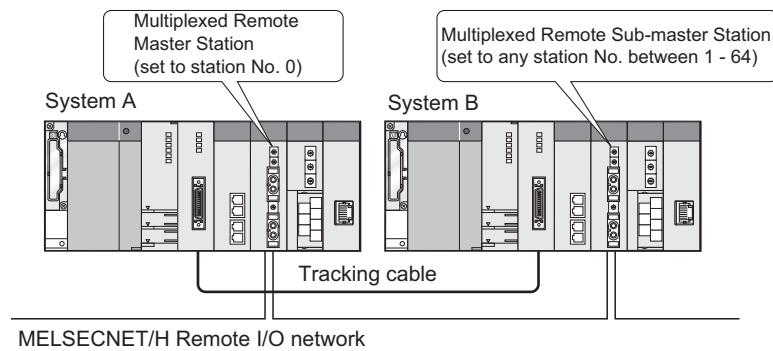 Multiplexed Remote
Master Station
(set to station No. 0)
Multiplexed Remote Sub-master Station
(set to any station No. between 1 - 64)
System A
System B
Tracking cable
MELSECNET/H Remote I/O network